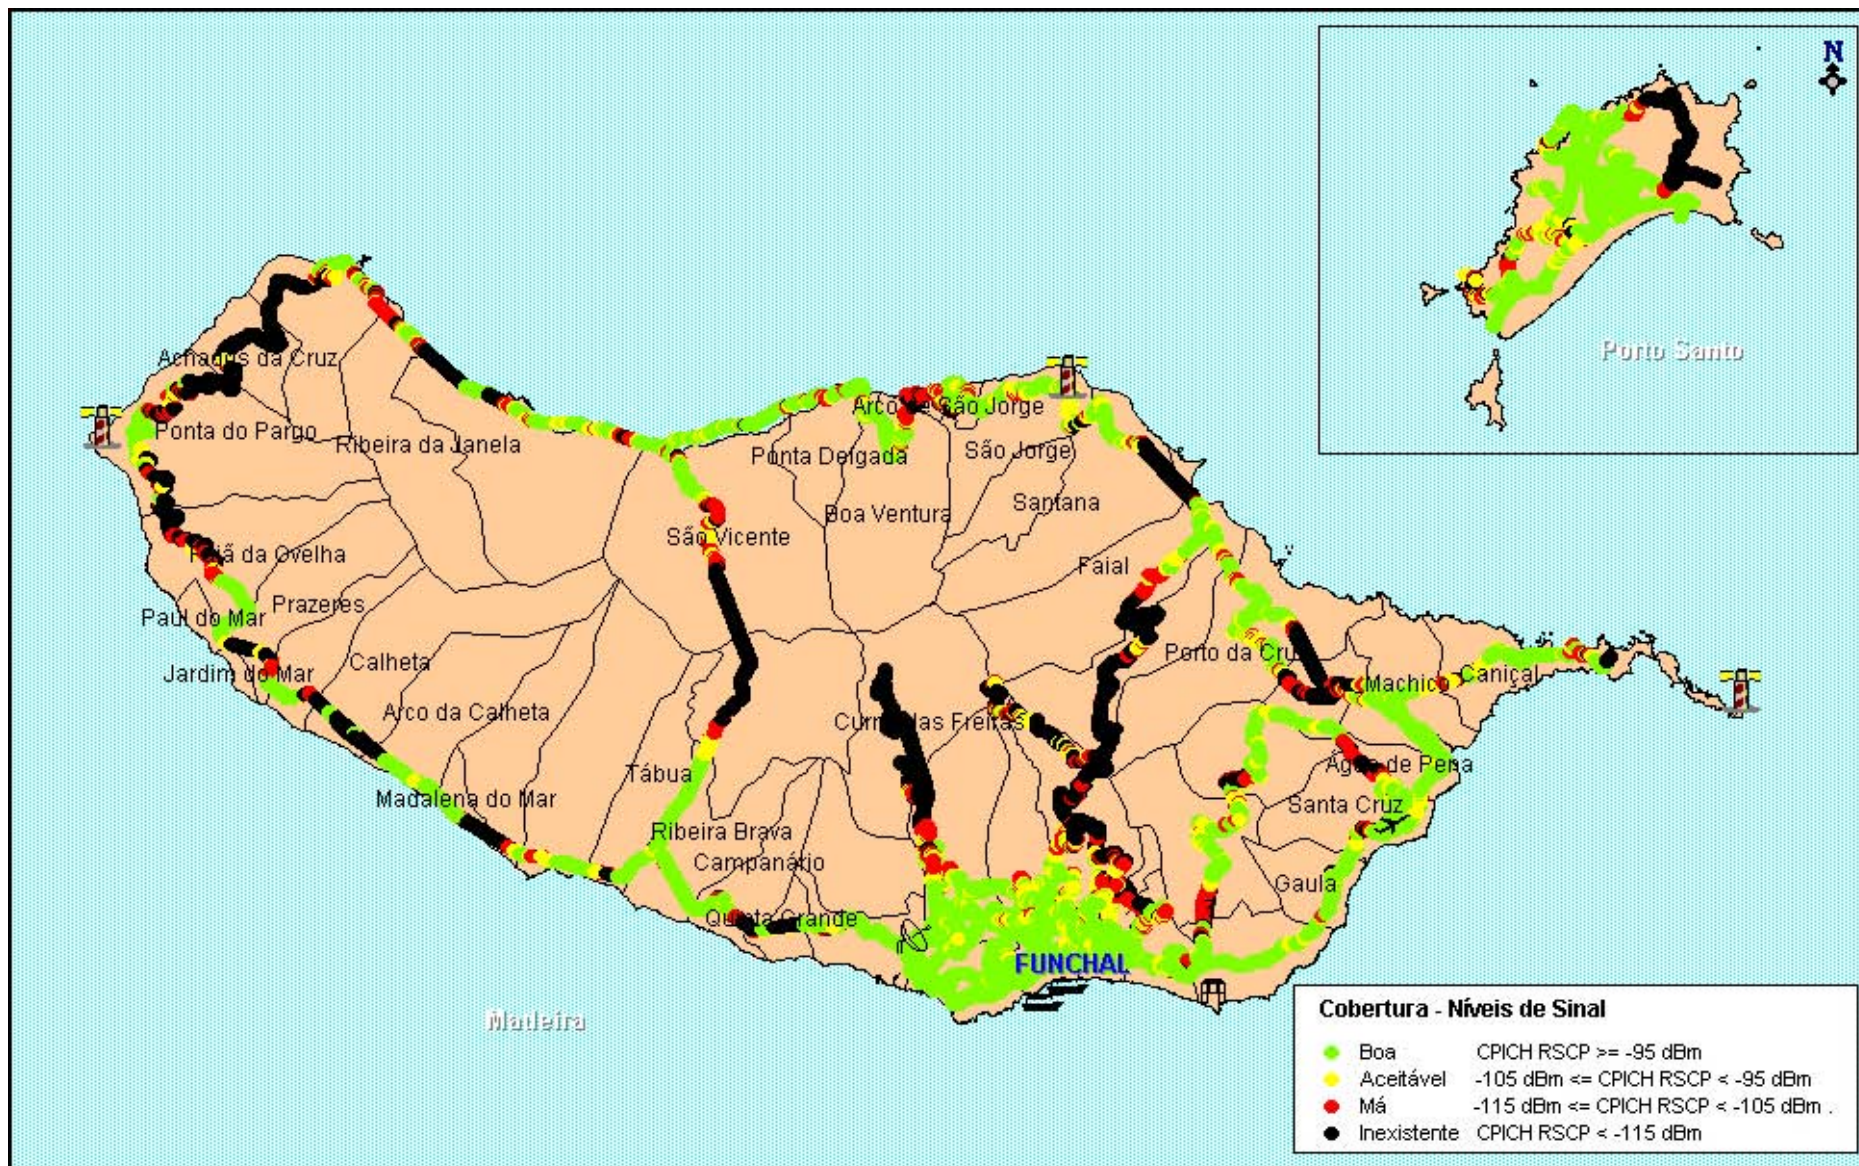 N
Porto Santo
Achadas da Cruz
Ponta do Pargo
Ribeira da Janela
Arco de São Jorge
Ponta Delgada
São Jorge
Boa Ventura
Santana
São Vicente
Fajã da Ovelha
Faial
Prazeres
Paul do Mar
Calheta
Jardim do Mar
Porto da Cruz
Machico
Caniçal
Arco da Calheta
Curral das Freiras
Tábua
Água de Pena
Madalena do Mar
Santa Cruz
Ribeira Brava
Campanário
Gaula
Quinta Grande
FUNCHAL
Madeira
Cobertura - Níveis de Sinal
Boa CPICH RSCP >= -95 dBm
Aceitável -105 dBm <= CPICH RSCP < -95 dBm
Má -115 dBm <= CPICH RSCP < -105 dBm .
Inexistente CPICH RSCP < -115 dBm